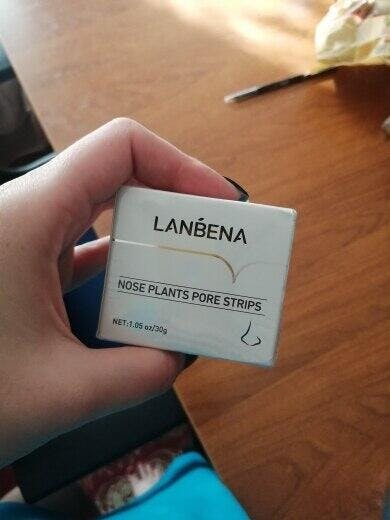 LANBENA
NOSE PLANTS PORE STRIPS
NET:1.05 oz/30g